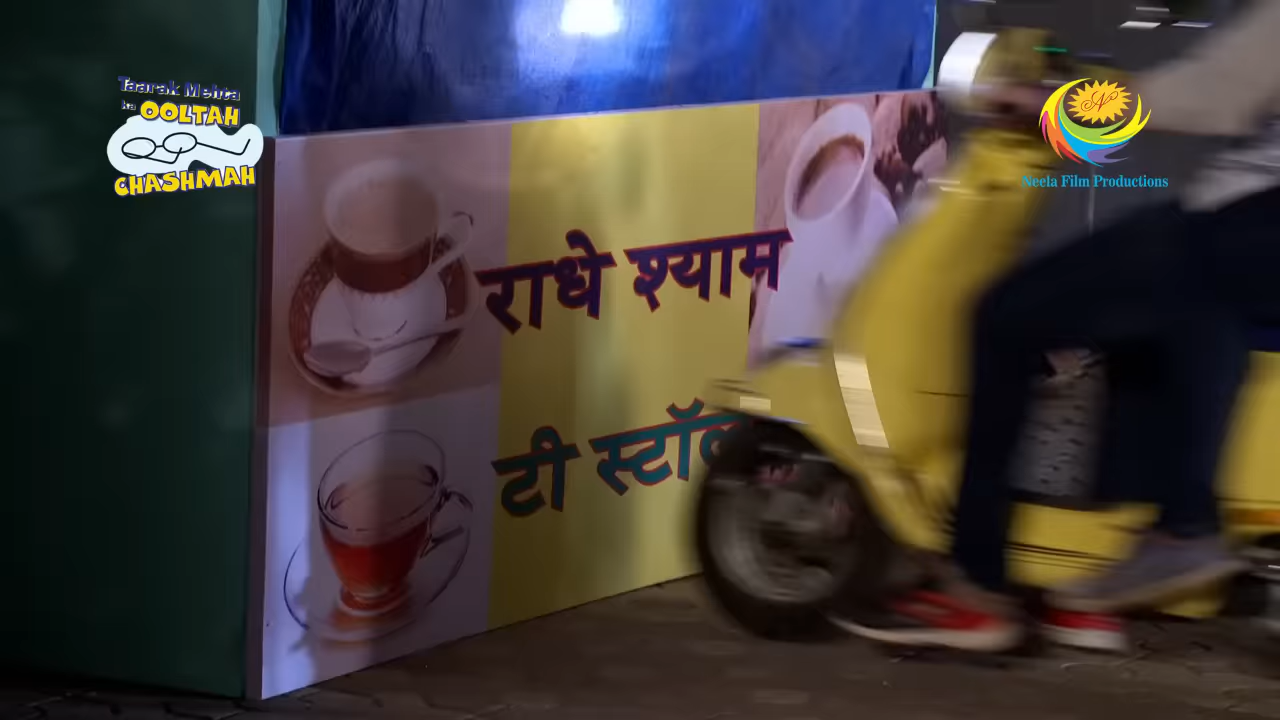 Taarak Mehta
ka OOLTAH
CHASHMAH
Neela Film Productions
राधे श्याम
टी स्टॉल